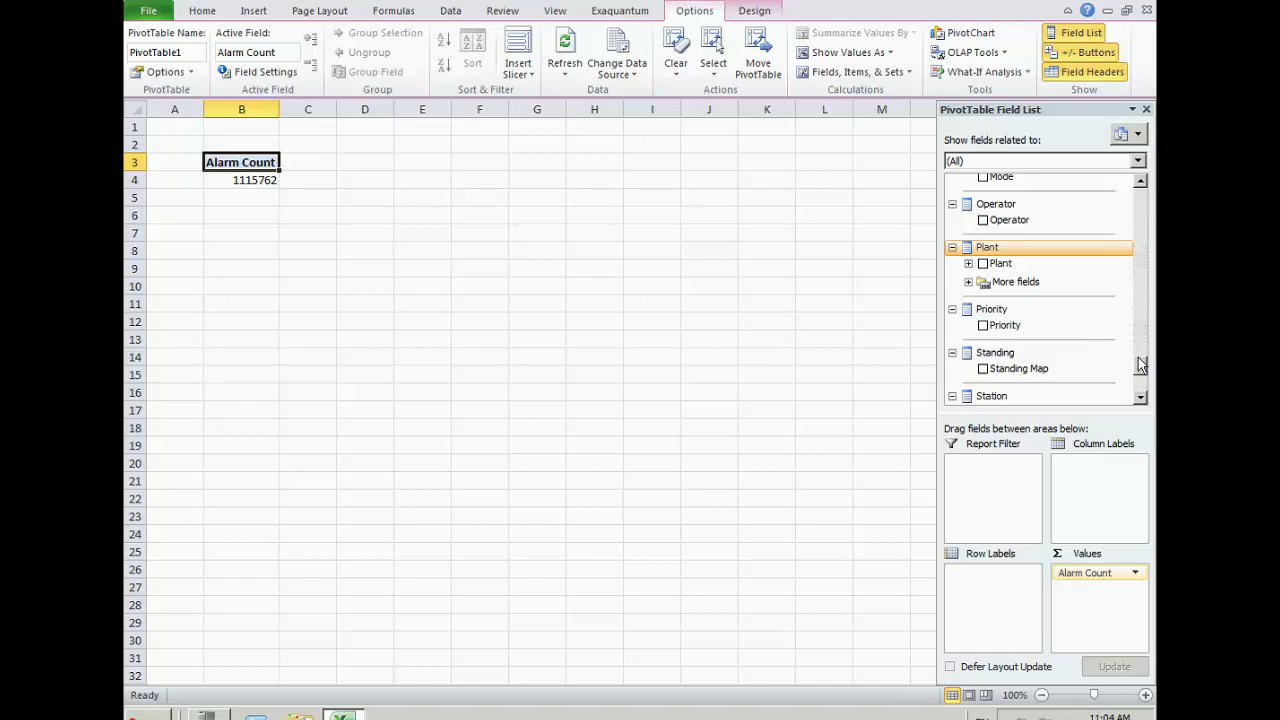 File Home Insert Page Layout Formulas Data Review View Exaquantum Options Design
PivotTable Name: Active Field: Group Selection Summarize Values By PivotChart Field List
PivotTable1 Alarm Count Ungroup Sort Insert Slicer Refresh Change Data Source Clear Select Move PivotTable Show Values As OLAP Tools +/- Buttons
Options Field Settings Group Field Fields, Items, & Sets What-If Analysis Field Headers
PivotTable Active Field Group Sort & Filter Data Actions Calculations Tools Show
A B C D E F G H I J K L M
PivotTable Field List
1
2
Show fields related to:
3 Alarm Count
(All)
4 1115762
Mode
5
Operator
6
Operator
7
8
Plant
9
Plant
10
More fields
11
Priority
12
Priority
13
14
Standing
15
Standing Map
16
Station
17
18
Drag fields between areas below:
Report Filter Column Labels
19
20
21
22
23
24
25
Row Labels Σ Values
26
Alarm Count
27
28
29
30
31
Defer Layout Update Update
32
Ready 100%
11:04 AM